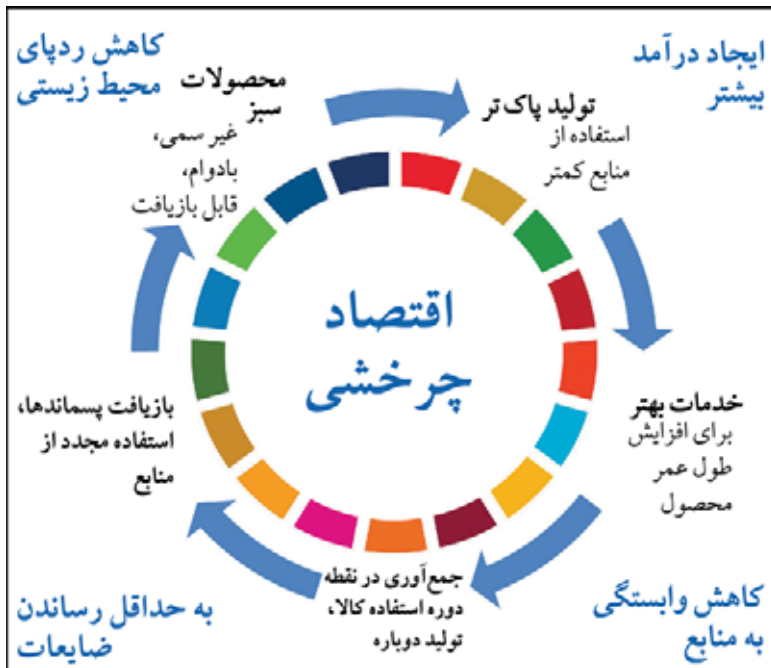 ایجاد درآمد
بیشتر
کاهش ردپای
محیط زیستی
محصولات
سبز
غیر سمی،
بادوام،
قابل بازیافت
تولید پاک تر
استفاده از
منابع کمتر
اقتصاد
چرخشی
خدمات بهتر
برای افزایش
طول عمر
محصول
بازیافت پسماندها،
استفاده مجدد از
منابع
جمع‌آوری در نقطه
دوره استفاده کالا،
تولید دوباره
کاهش وابستگی
به منابع
به حداقل رساندن
ضایعات